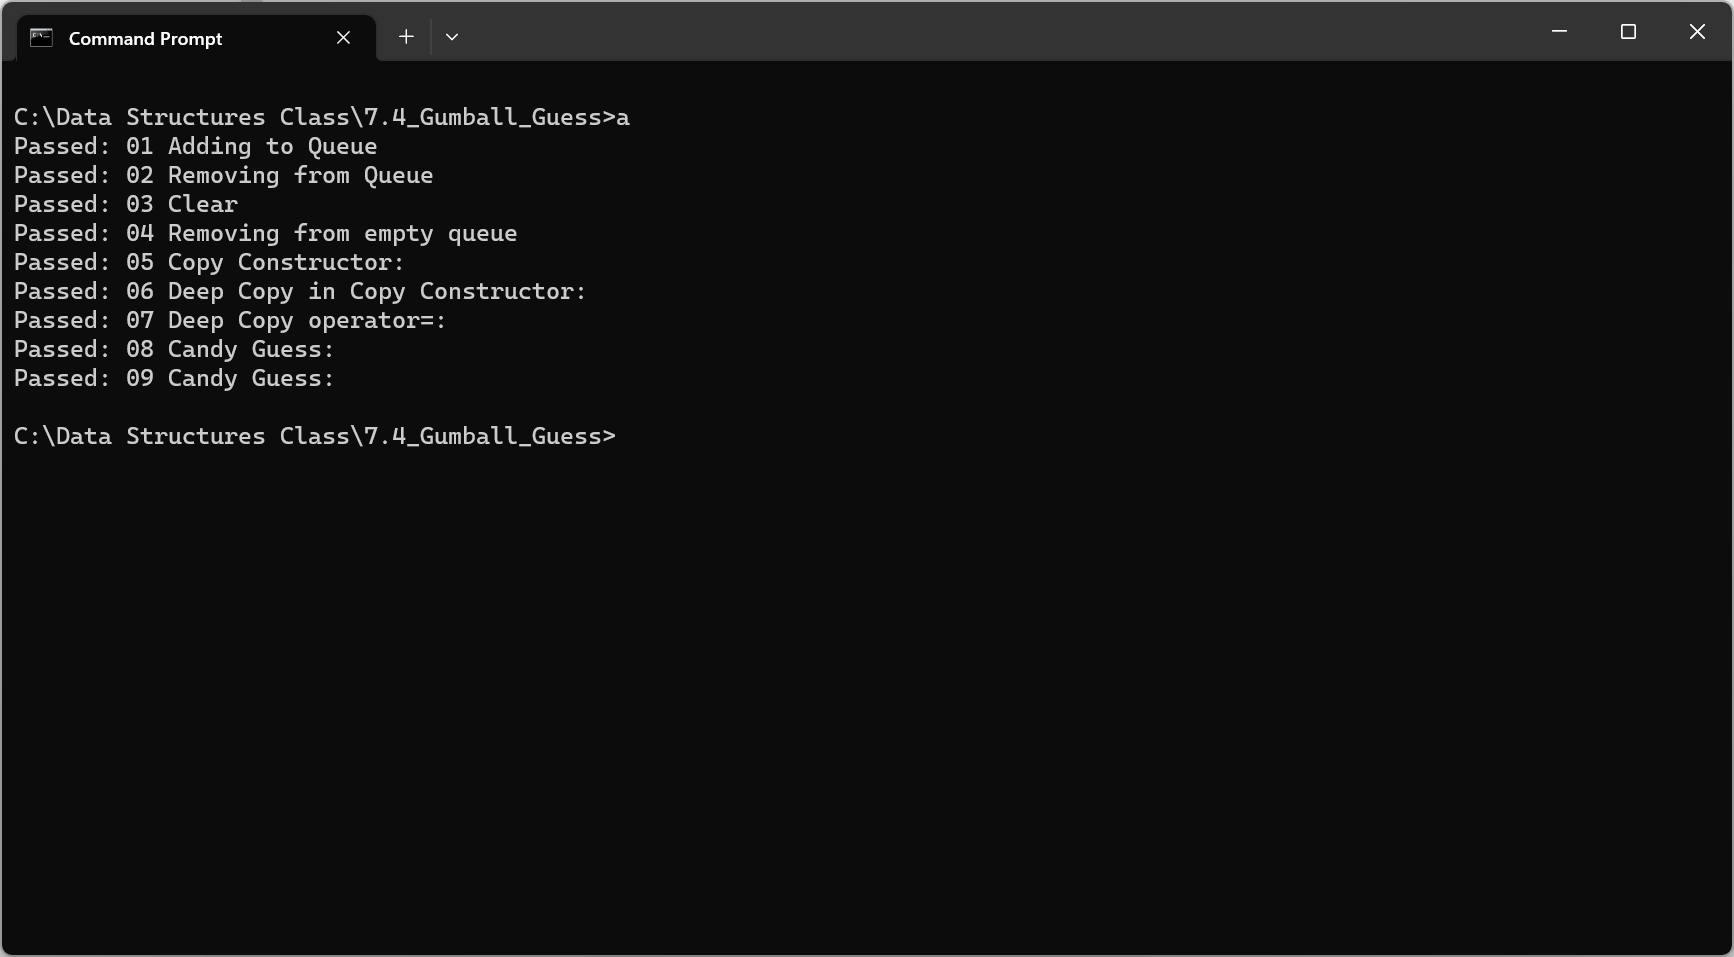 Command Prompt
C:\Data Structures Class\7.4_Gumball_Guess>a
Passed: 01 Adding to Queue
Passed: 02 Removing from Queue
Passed: 03 Clear
Passed: 04 Removing from empty queue
Passed: 05 Copy Constructor:
Passed: 06 Deep Copy in Copy Constructor:
Passed: 07 Deep Copy operator=:
Passed: 08 Candy Guess:
Passed: 09 Candy Guess:
C:\Data Structures Class\7.4_Gumball_Guess>